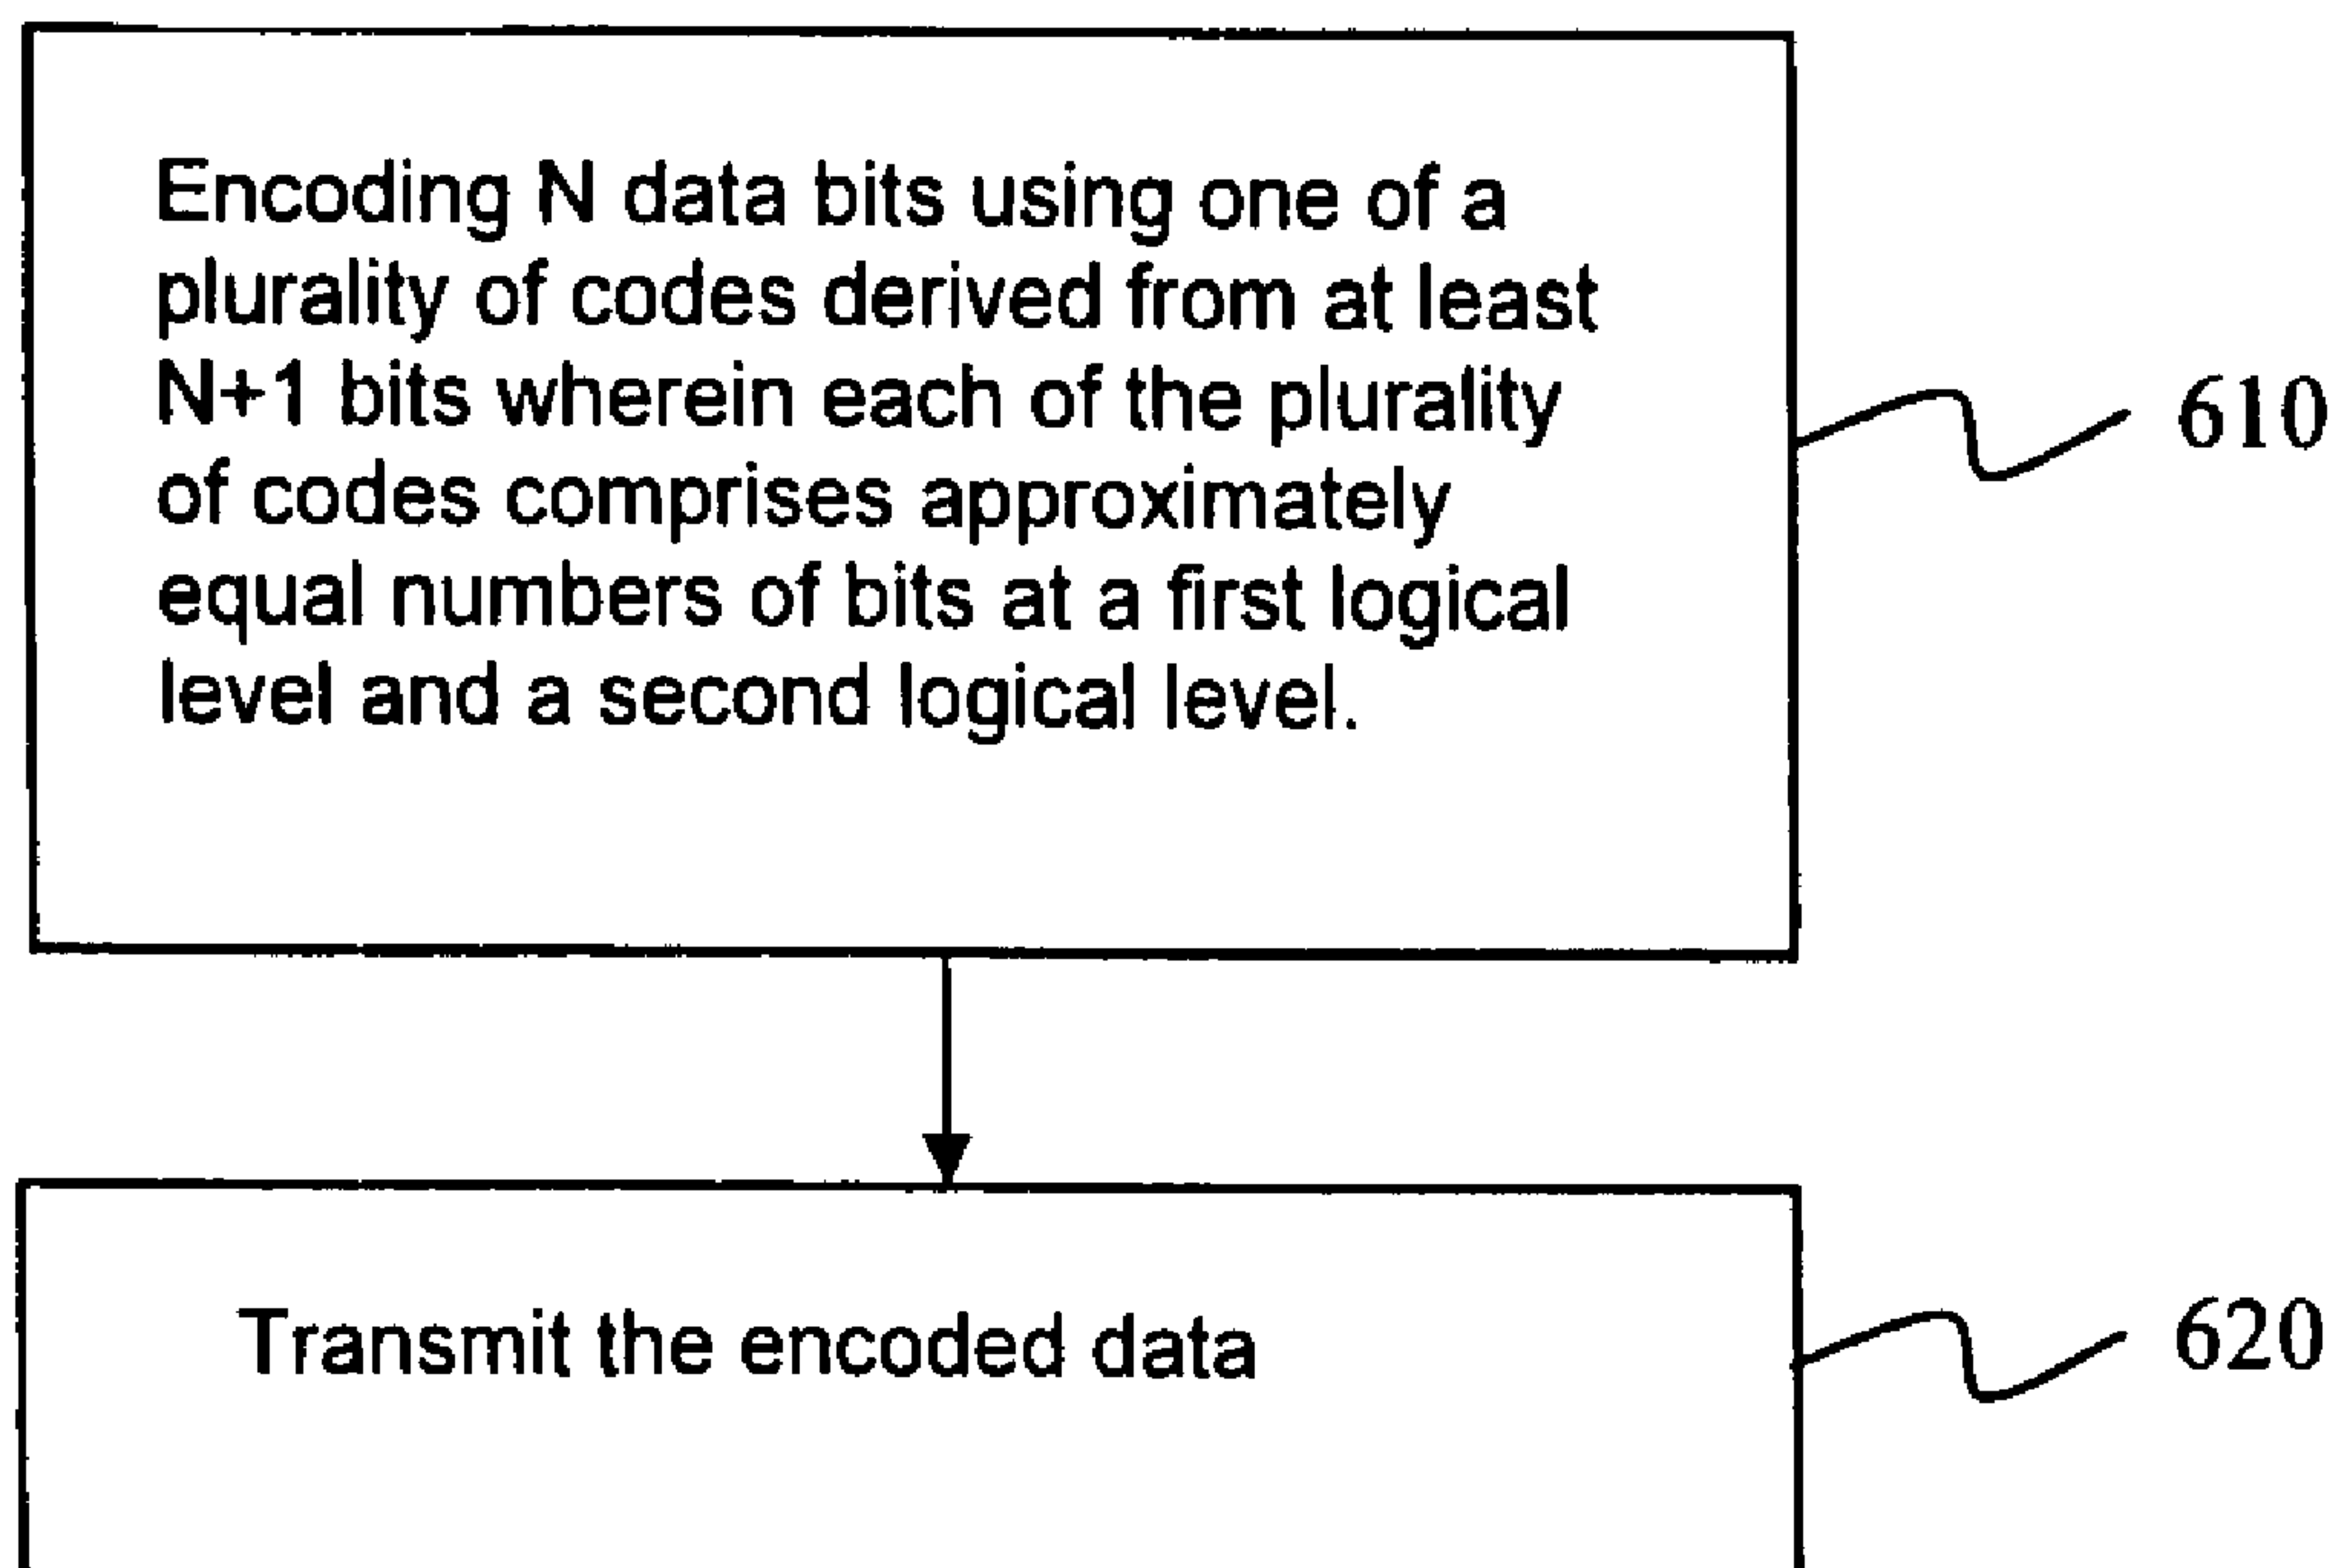 Encoding N data bits using one of a
plurality of codes derived from at least
N+1 bits wherein each of the plurality
of codes comprises approximately
equal numbers of bits at a first logical
level and a second logical level.
610
Transmit the encoded data
620